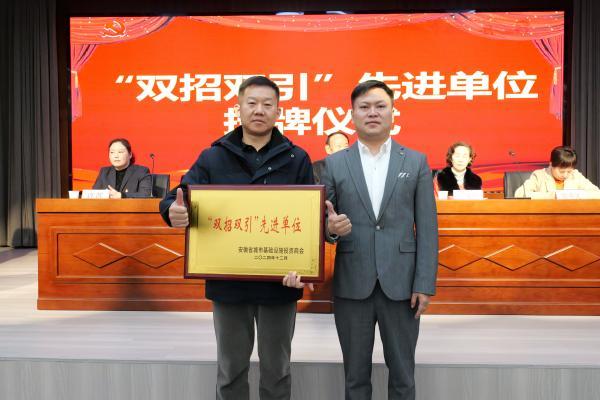 “双招双引”先进单位
授牌仪式
“双招双引”先进单位
安徽省城市基础设施投资商会
二〇二四年十二月